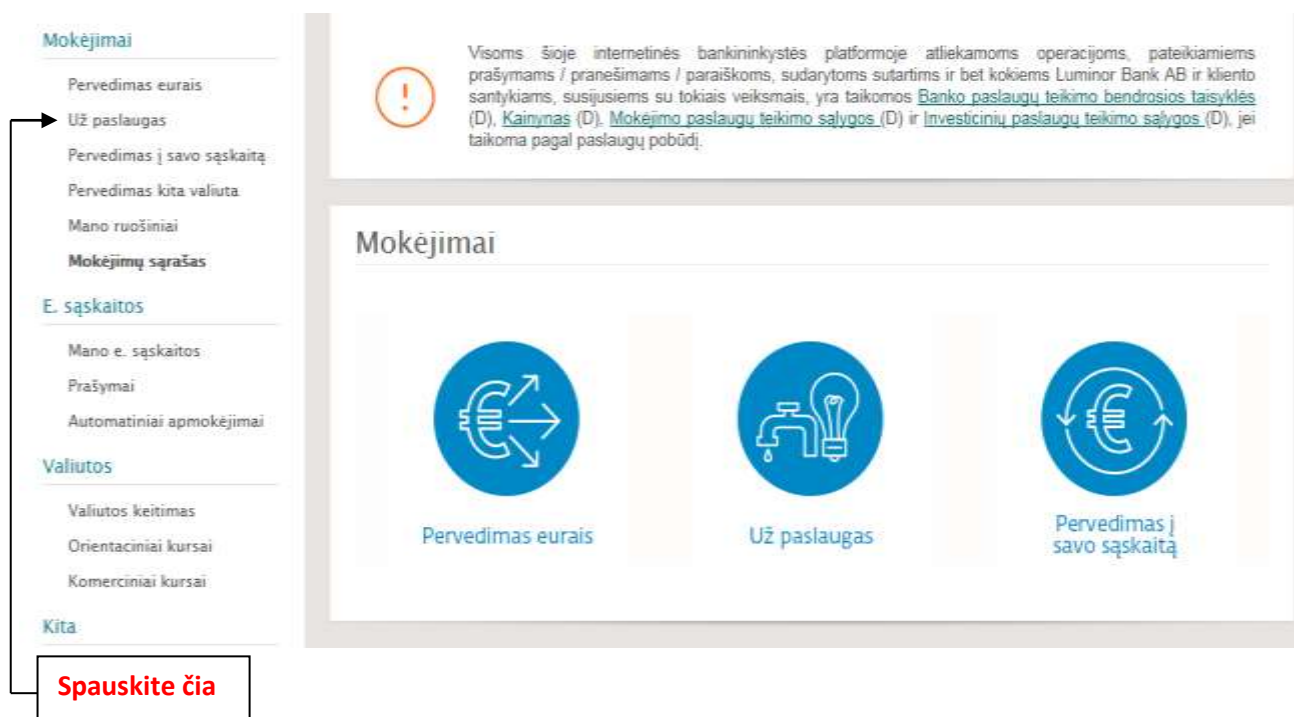 Mokėjimai
Pervedimas eurais
Už paslaugas
Pervedimas į savo sąskaitą
Pervedimas kita valiuta
Mano ruošiniai
Mokėjimų sąrašas
E. sąskaitos
Mano e. sąskaitos
Prašymai
Automatiniai apmokėjimai
Valiutos
Valiutos keitimas
Orientaciniai kursai
Komerciniai kursai
Kita
Spauskite čia
Visoms šioje internetinės bankininkystės platformoje atliekamoms operacijoms, pateikiamiems
prašymams / pranešimams / paraiškoms, sudarytoms sutartims ir bet kokiems Luminor Bank AB ir kliento
santykiams, susijusiems su tokiais veiksmais, yra taikomos Banko paslaugų teikimo bendrosios taisyklės
(D), Kainynas (D), Mokėjimo paslaugų teikimo sąlygos (D) ir Investicinių paslaugų teikimo sąlygos (D), jei
taikoma pagal paslaugų pobūdį.
Mokėjimai
Pervedimas eurais
Už paslaugas
Pervedimas į
savo sąskaitą